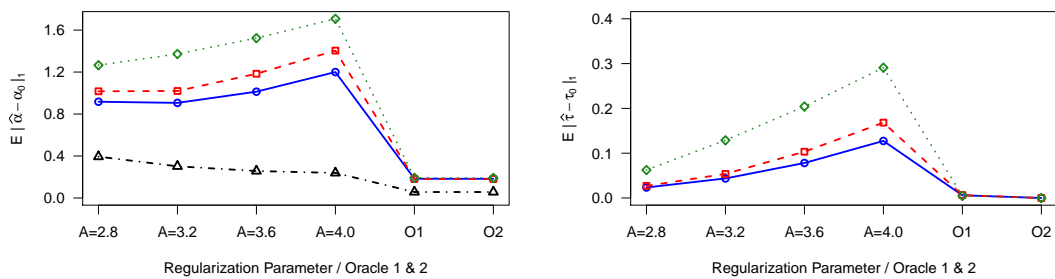 E | α̂ − α₀ |₁
1.6
1.2
0.8
0.4
0.0
A=2.8 A=3.2 A=3.6 A=4.0 O1 O2
Regularization Parameter / Oracle 1 & 2
E | τ̂ − τ₀ |₁
0.4
0.3
0.2
0.1
0.0
A=2.8 A=3.2 A=3.6 A=4.0 O1 O2
Regularization Parameter / Oracle 1 & 2